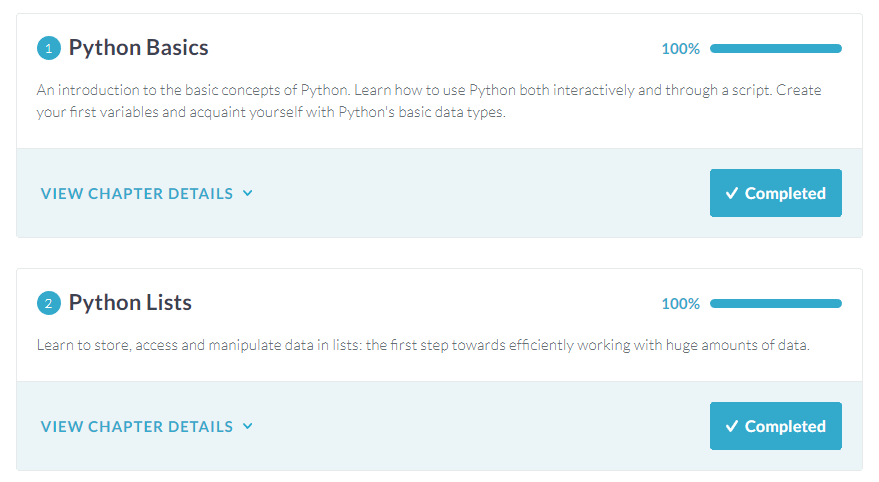 1 Python Basics 100%
An introduction to the basic concepts of Python. Learn how to use Python both interactively and through a script. Create
your first variables and acquaint yourself with Python's basic data types.
VIEW CHAPTER DETAILS Completed
2 Python Lists 100%
Learn to store, access and manipulate data in lists: the first step towards efficiently working with huge amounts of data.
VIEW CHAPTER DETAILS Completed